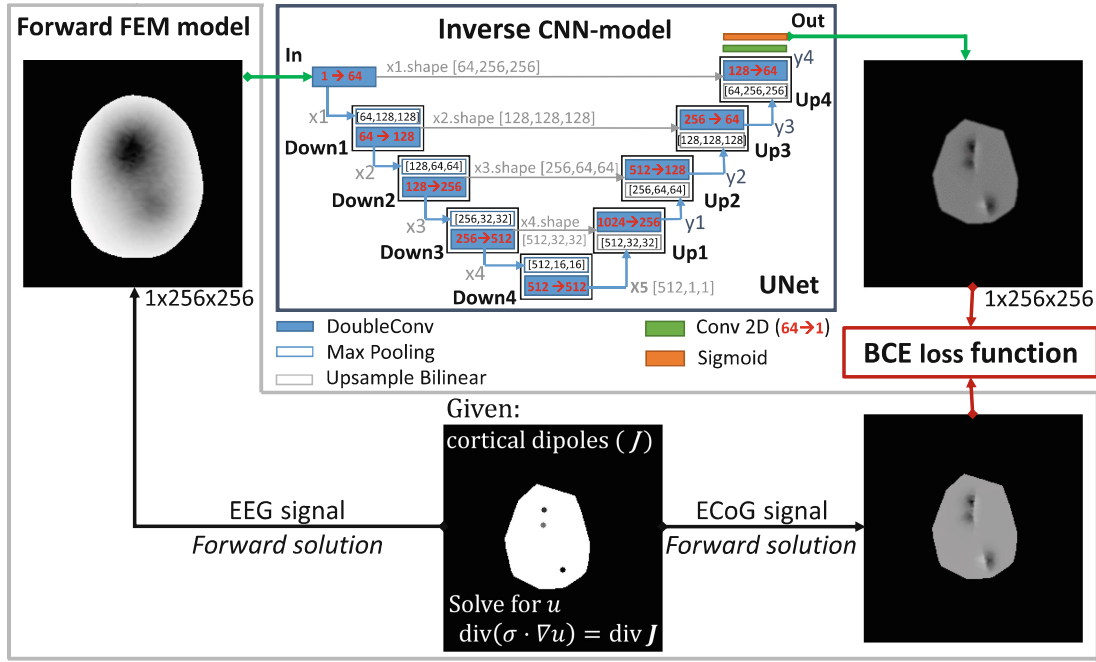 Forward FEM model
1x256x256
Inverse CNN-model
In
Out
1 → 64
x1.shape [64,256,256]
128→64
y4
[64,256,256]
Up4
x1
[64,128,128]
64 → 128
Down1
x2.shape [128,128,128]
256 → 64
[128,128,128]
y3
Up3
x2
[128,64,64]
128→256
Down2
x3.shape [256,64,64]
512→128
[256,64,64]
y2
Up2
x3
[256,32,32]
256→512
Down3
x4.shape
[512,32,32]
1024→256
[512,32,32]
y1
Up1
x4
[512,16,16]
512 →512
Down4
X5 [512,1,1]
UNet
DoubleConv
Max Pooling
Upsample Bilinear
Conv 2D (64→1)
Sigmoid
1x256x256
BCE loss function
Given:
cortical dipoles ( J )
EEG signal
Forward solution
ECoG signal
Forward solution
Solve for u
div(σ · ∇u) = div J